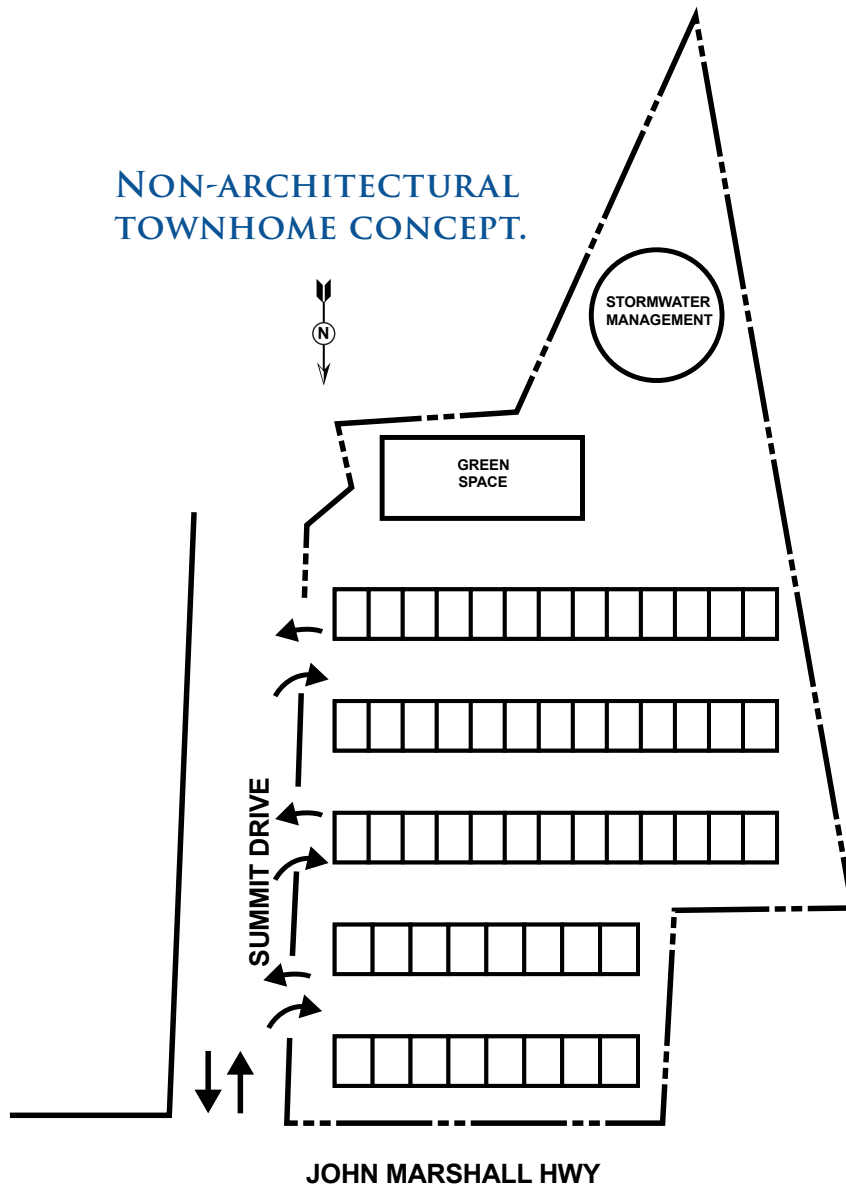 NON-ARCHITECTURAL
TOWNHOME CONCEPT.
N
STORMWATER
MANAGEMENT
GREEN
SPACE
SUMMIT DRIVE
JOHN MARSHALL HWY